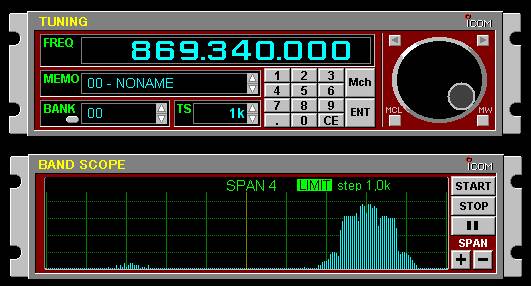 TUNING
ICOM
FREQ 869.340.000
MEMO 00 - NONAME
BANK 00 TS 1k
1 2 3 Mch
4 5 6
7 8 9 ENT
. 0 CE
MCL MW
BAND SCOPE
ICOM
SPAN 4 LIMIT step 1,0k
START
STOP
SPAN
+ -